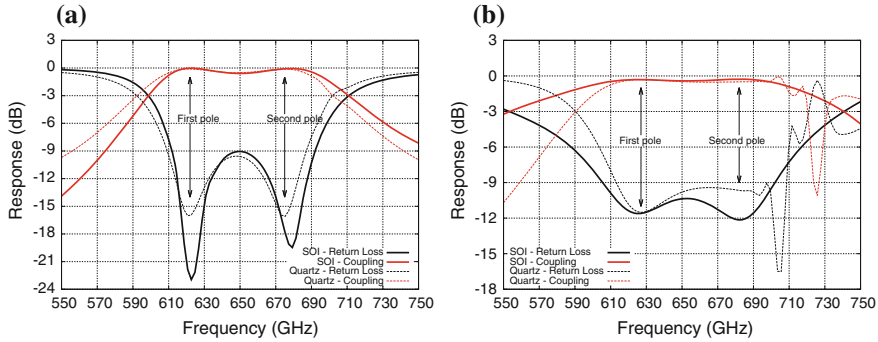 (a)
3
0
-3
-6
-9
-12
-15
-18
-21
-24
Response (dB)
First pole
Second pole
SOI - Return Loss
SOI - Coupling
Quartz - Return Loss
Quartz - Coupling
550 570 590 610 630 650 670 690 710 730 750
Frequency (GHz)
(b)
3
0
-3
-6
-9
-12
-15
-18
Response (dB)
First pole
Second pole
SOI - Return Loss
SOI - Coupling
Quartz - Return Loss
Quartz - Coupling
550 570 590 610 630 650 670 690 710 730 750
Frequency (GHz)